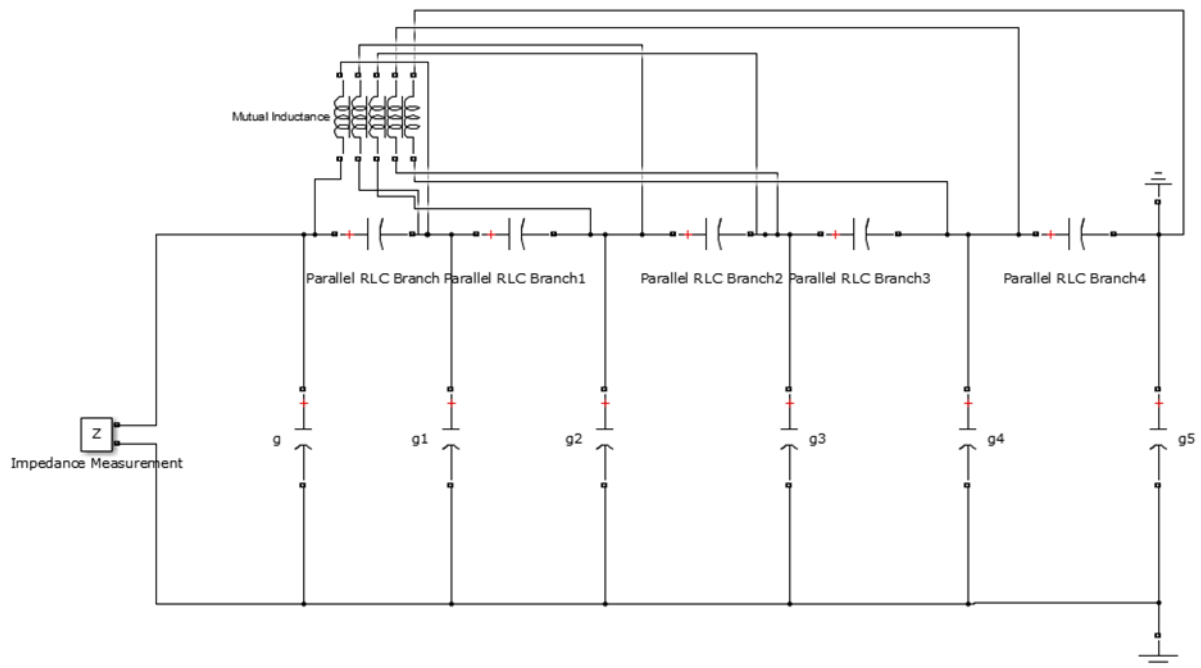 Mutual Inductance
Parallel RLC Branch
Parallel RLC Branch1
Parallel RLC Branch2
Parallel RLC Branch3
Parallel RLC Branch4
Z
Impedance Measurement
g
g1
g2
g3
g4
g5